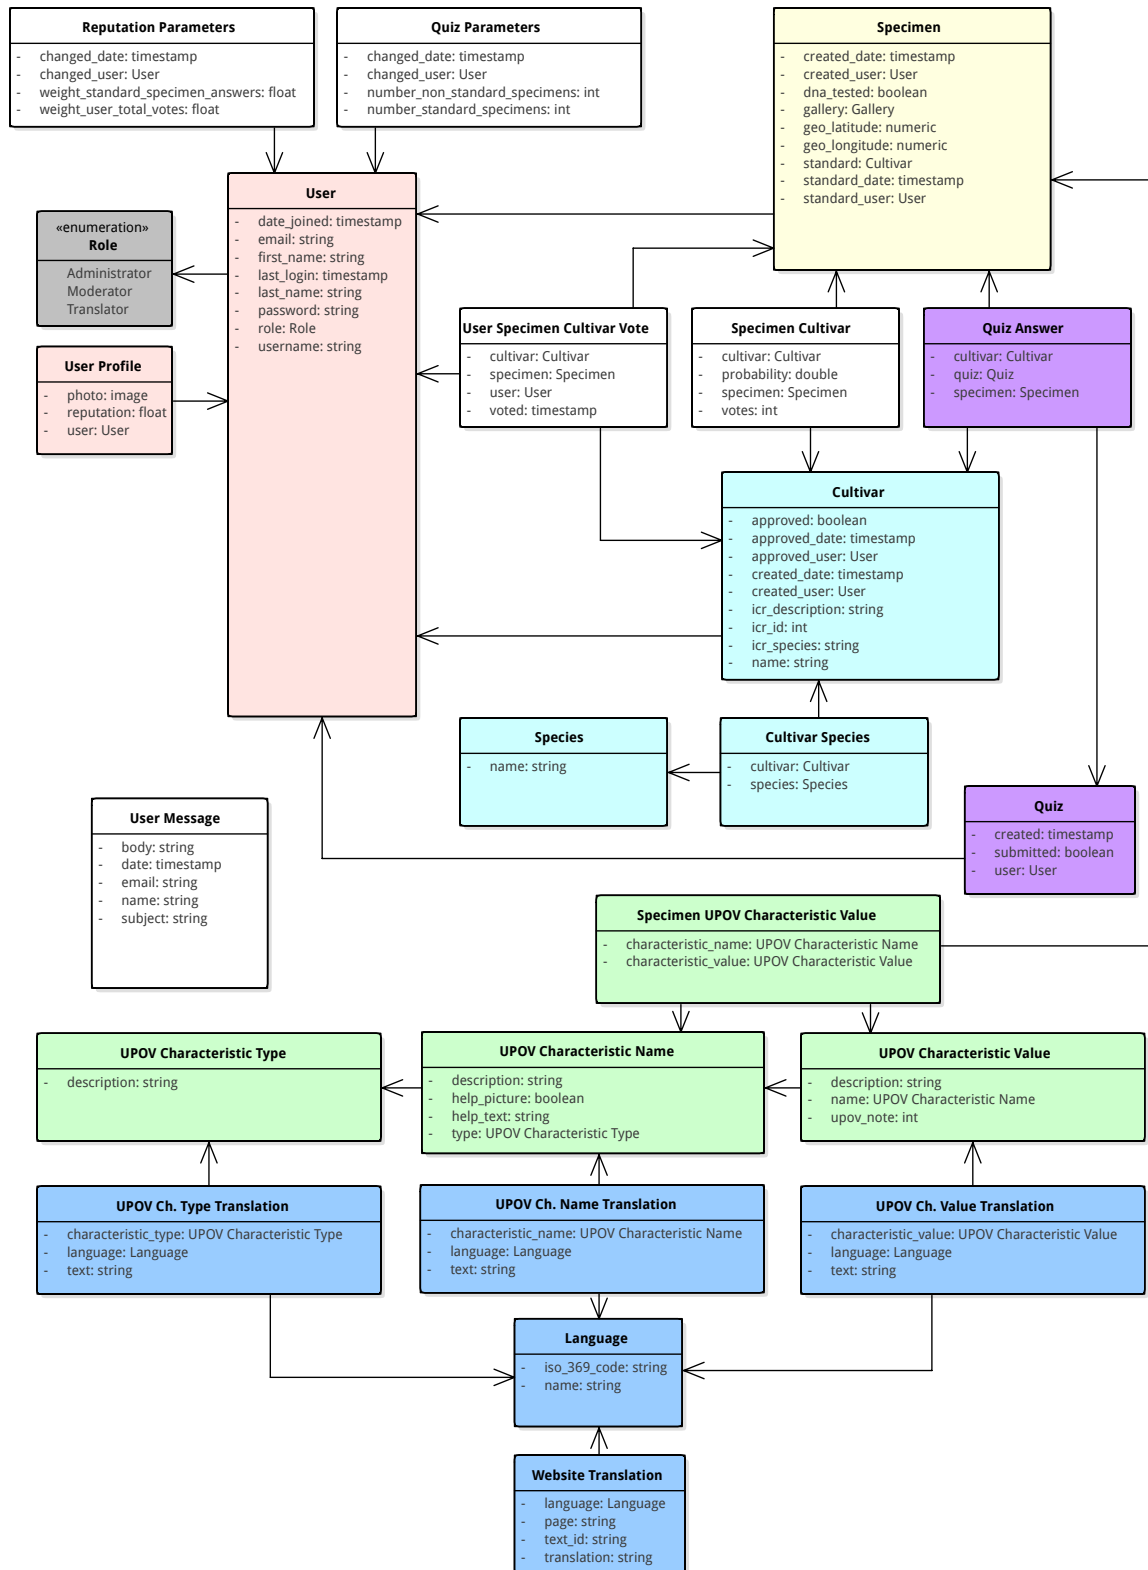 Reputation Parameters
- changed_date: timestamp
- changed_user: User
- weight_standard_specimen_answers: float
- weight_user_total_votes: float
Quiz Parameters
- changed_date: timestamp
- changed_user: User
- number_non_standard_specimens: int
- number_standard_specimens: int
Specimen
- created_date: timestamp
- created_user: User
- dna_tested: boolean
- gallery: Gallery
- geo_latitude: numeric
- geo_longitude: numeric
- standard: Cultivar
- standard_date: timestamp
- standard_user: User
User
- date_joined: timestamp
- email: string
- first_name: string
- last_login: timestamp
- last_name: string
- password: string
- role: Role
- username: string
«enumeration»
Role
Administrator
Moderator
Translator
User Profile
- photo: image
- reputation: float
- user: User
User Specimen Cultivar Vote
- cultivar: Cultivar
- specimen: Specimen
- user: User
- voted: timestamp
Specimen Cultivar
- cultivar: Cultivar
- probability: double
- specimen: Specimen
- votes: int
Quiz Answer
- cultivar: Cultivar
- quiz: Quiz
- specimen: Specimen
Cultivar
- approved: boolean
- approved_date: timestamp
- approved_user: User
- created_date: timestamp
- created_user: User
- icr_description: string
- icr_id: int
- icr_species: string
- name: string
Species
- name: string
Cultivar Species
- cultivar: Cultivar
- species: Species
Quiz
- created: timestamp
- submitted: boolean
- user: User
User Message
- body: string
- date: timestamp
- email: string
- name: string
- subject: string
Specimen UPOV Characteristic Value
- characteristic_name: UPOV Characteristic Name
- characteristic_value: UPOV Characteristic Value
UPOV Characteristic Type
- description: string
UPOV Characteristic Name
- description: string
- help_picture: boolean
- help_text: string
- type: UPOV Characteristic Type
UPOV Characteristic Value
- description: string
- name: UPOV Characteristic Name
- upov_note: int
UPOV Ch. Type Translation
- characteristic_type: UPOV Characteristic Type
- language: Language
- text: string
UPOV Ch. Name Translation
- characteristic_name: UPOV Characteristic Name
- language: Language
- text: string
UPOV Ch. Value Translation
- characteristic_value: UPOV Characteristic Value
- language: Language
- text: string
Language
- iso_369_code: string
- name: string
Website Translation
- language: Language
- page: string
- text_id: string
- translation: string